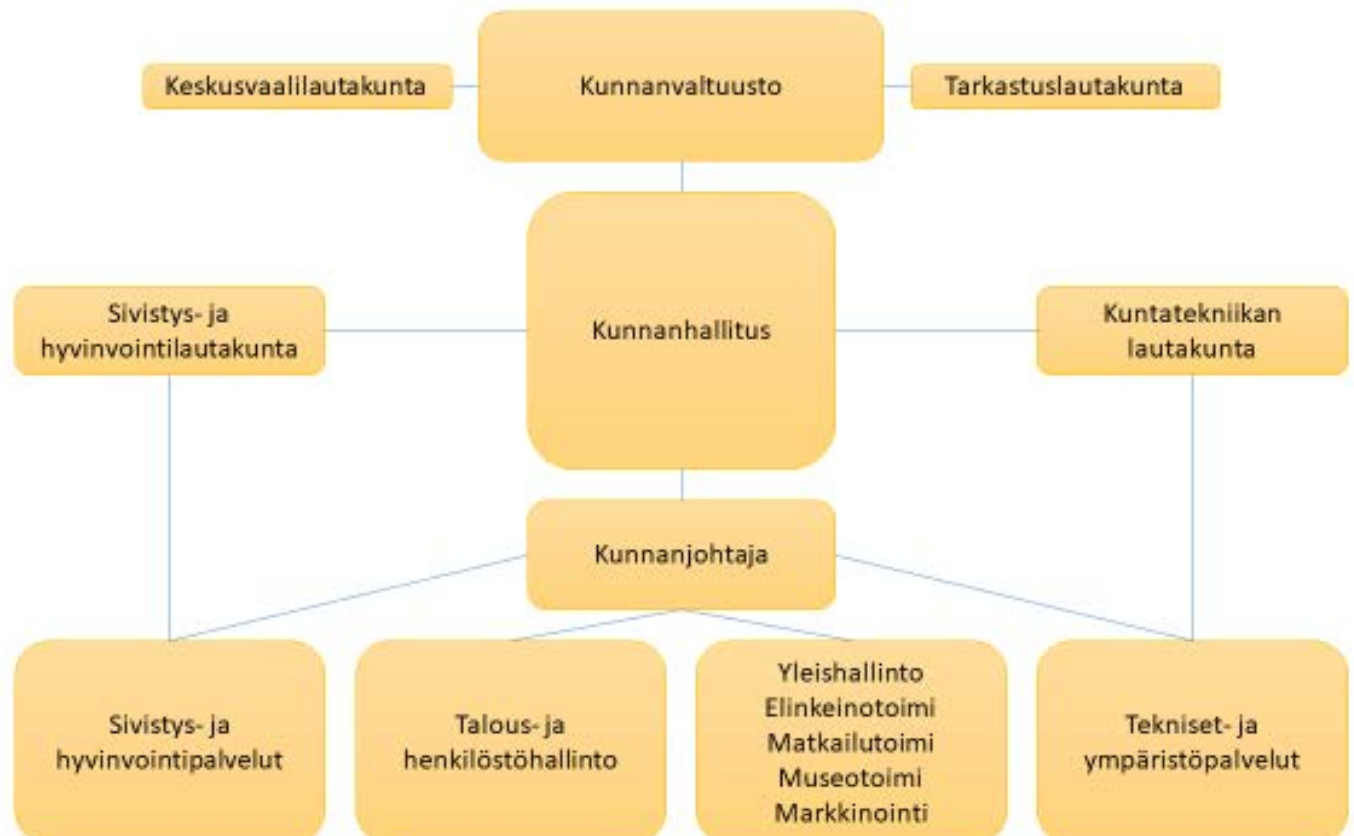 Keskusvaalilautakunta
Kunnanvaltuusto
Tarkastuslautakunta
Sivistys- ja
hyvinvointilautakunta
Kunnanhallitus
Kuntatekniikan
lautakunta
Kunnanjohtaja
Sivistys- ja
hyvinvointipalvelut
Talous- ja
henkilöstöhallinto
Yleishallinto
Elinkeinotoimi
Matkailutoimi
Museotoimi
Markkinointi
Tekniset- ja
ympäristöpalvelut